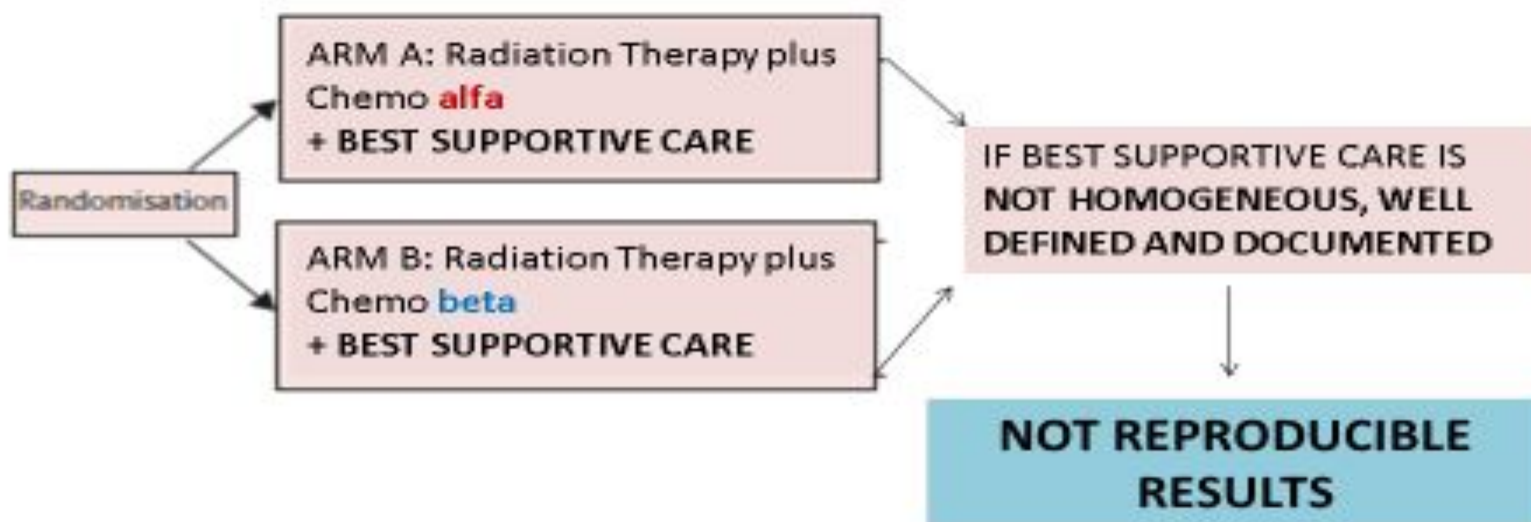 Randomisation
ARM A: Radiation Therapy plus
Chemo alfa
+ BEST SUPPORTIVE CARE
ARM B: Radiation Therapy plus
Chemo beta
+ BEST SUPPORTIVE CARE
IF BEST SUPPORTIVE CARE IS
NOT HOMOGENEOUS, WELL
DEFINED AND DOCUMENTED
NOT REPRODUCIBLE
RESULTS